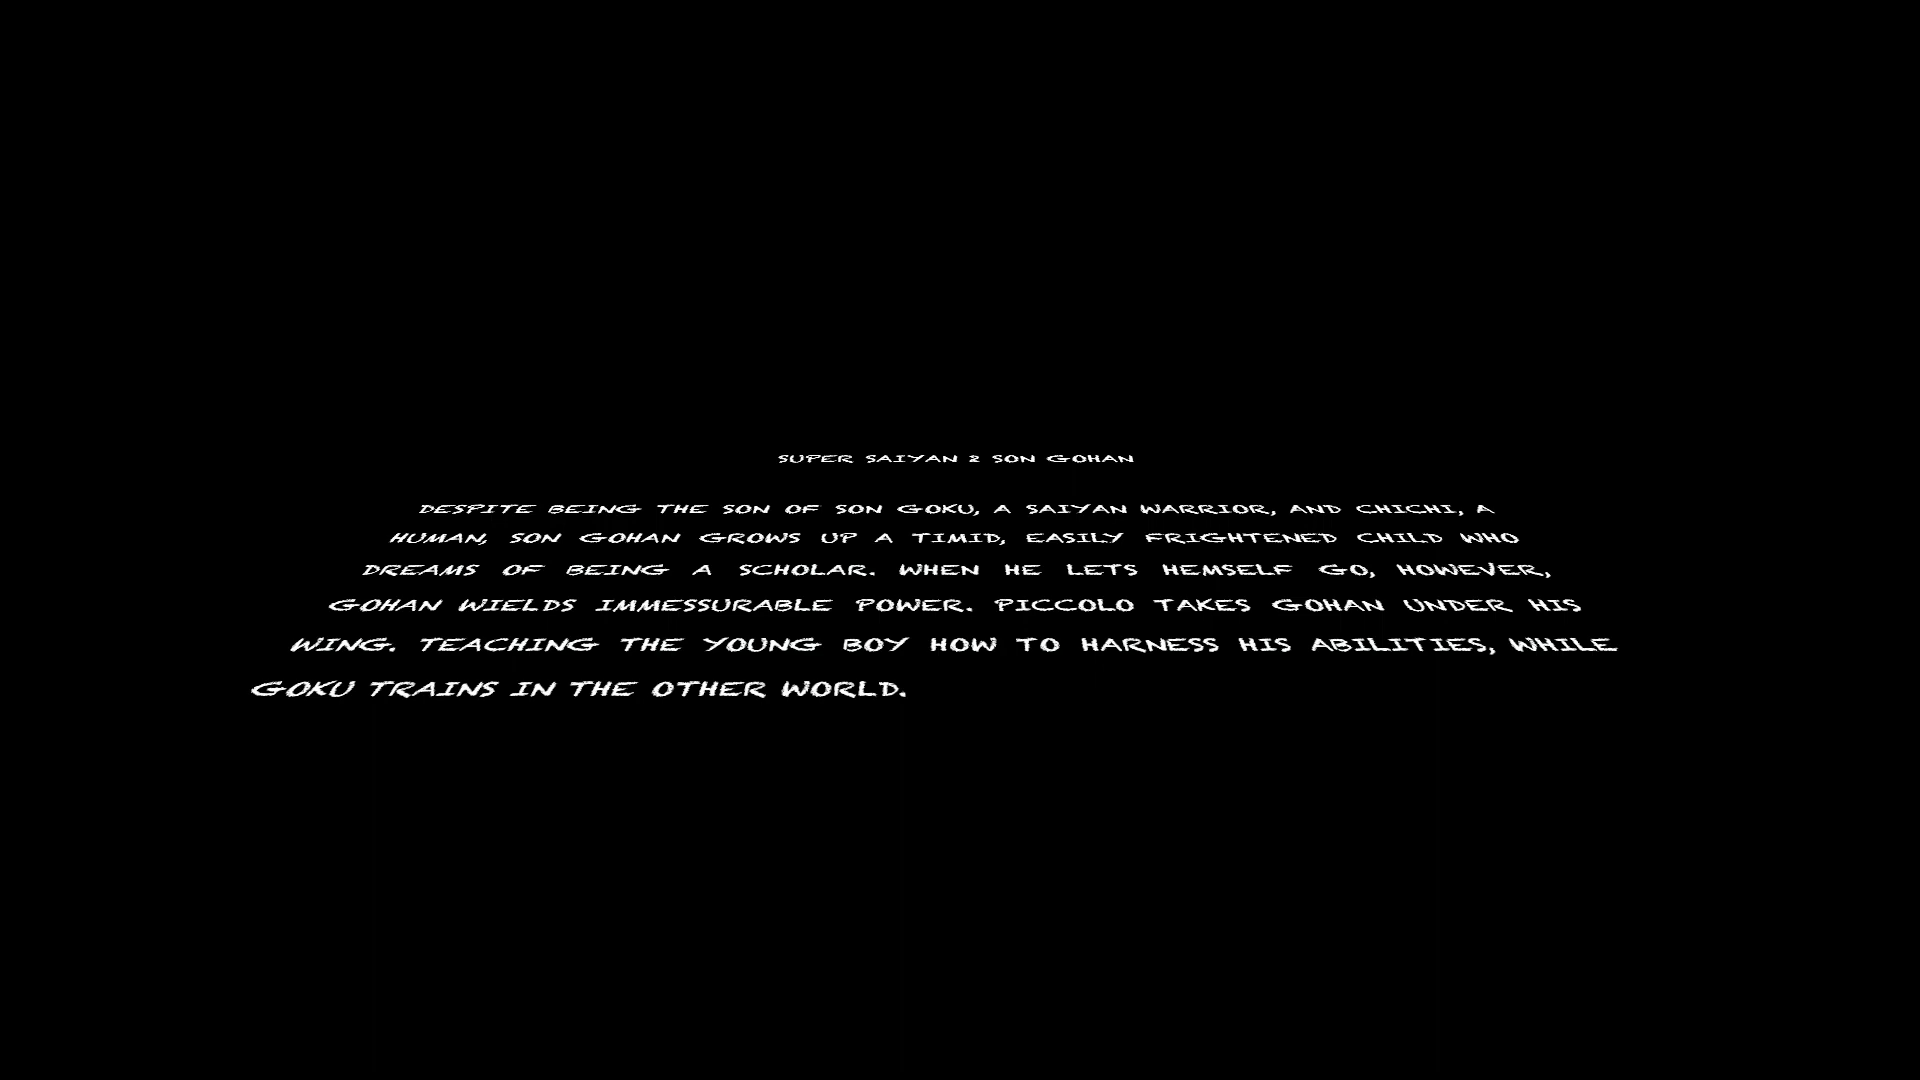 SUPER SAIYAN 2 SON GOHAN
DESPITE BEING THE SON OF SON GOKU, A SAIYAN WARRIOR, AND CHICHI, A
HUMAN, SON GOHAN GROWS UP A TIMID, EASILY FRIGHTENED CHILD WHO
DREAMS OF BEING A SCHOLAR. WHEN HE LETS HEMSELF GO, HOWEVER,
GOHAN WIELDS IMMESSURABLE POWER. PICCOLO TAKES GOHAN UNDER HIS
WING. TEACHING THE YOUNG BOY HOW TO HARNESS HIS ABILITIES, WHILE
GOKU TRAINS IN THE OTHER WORLD.